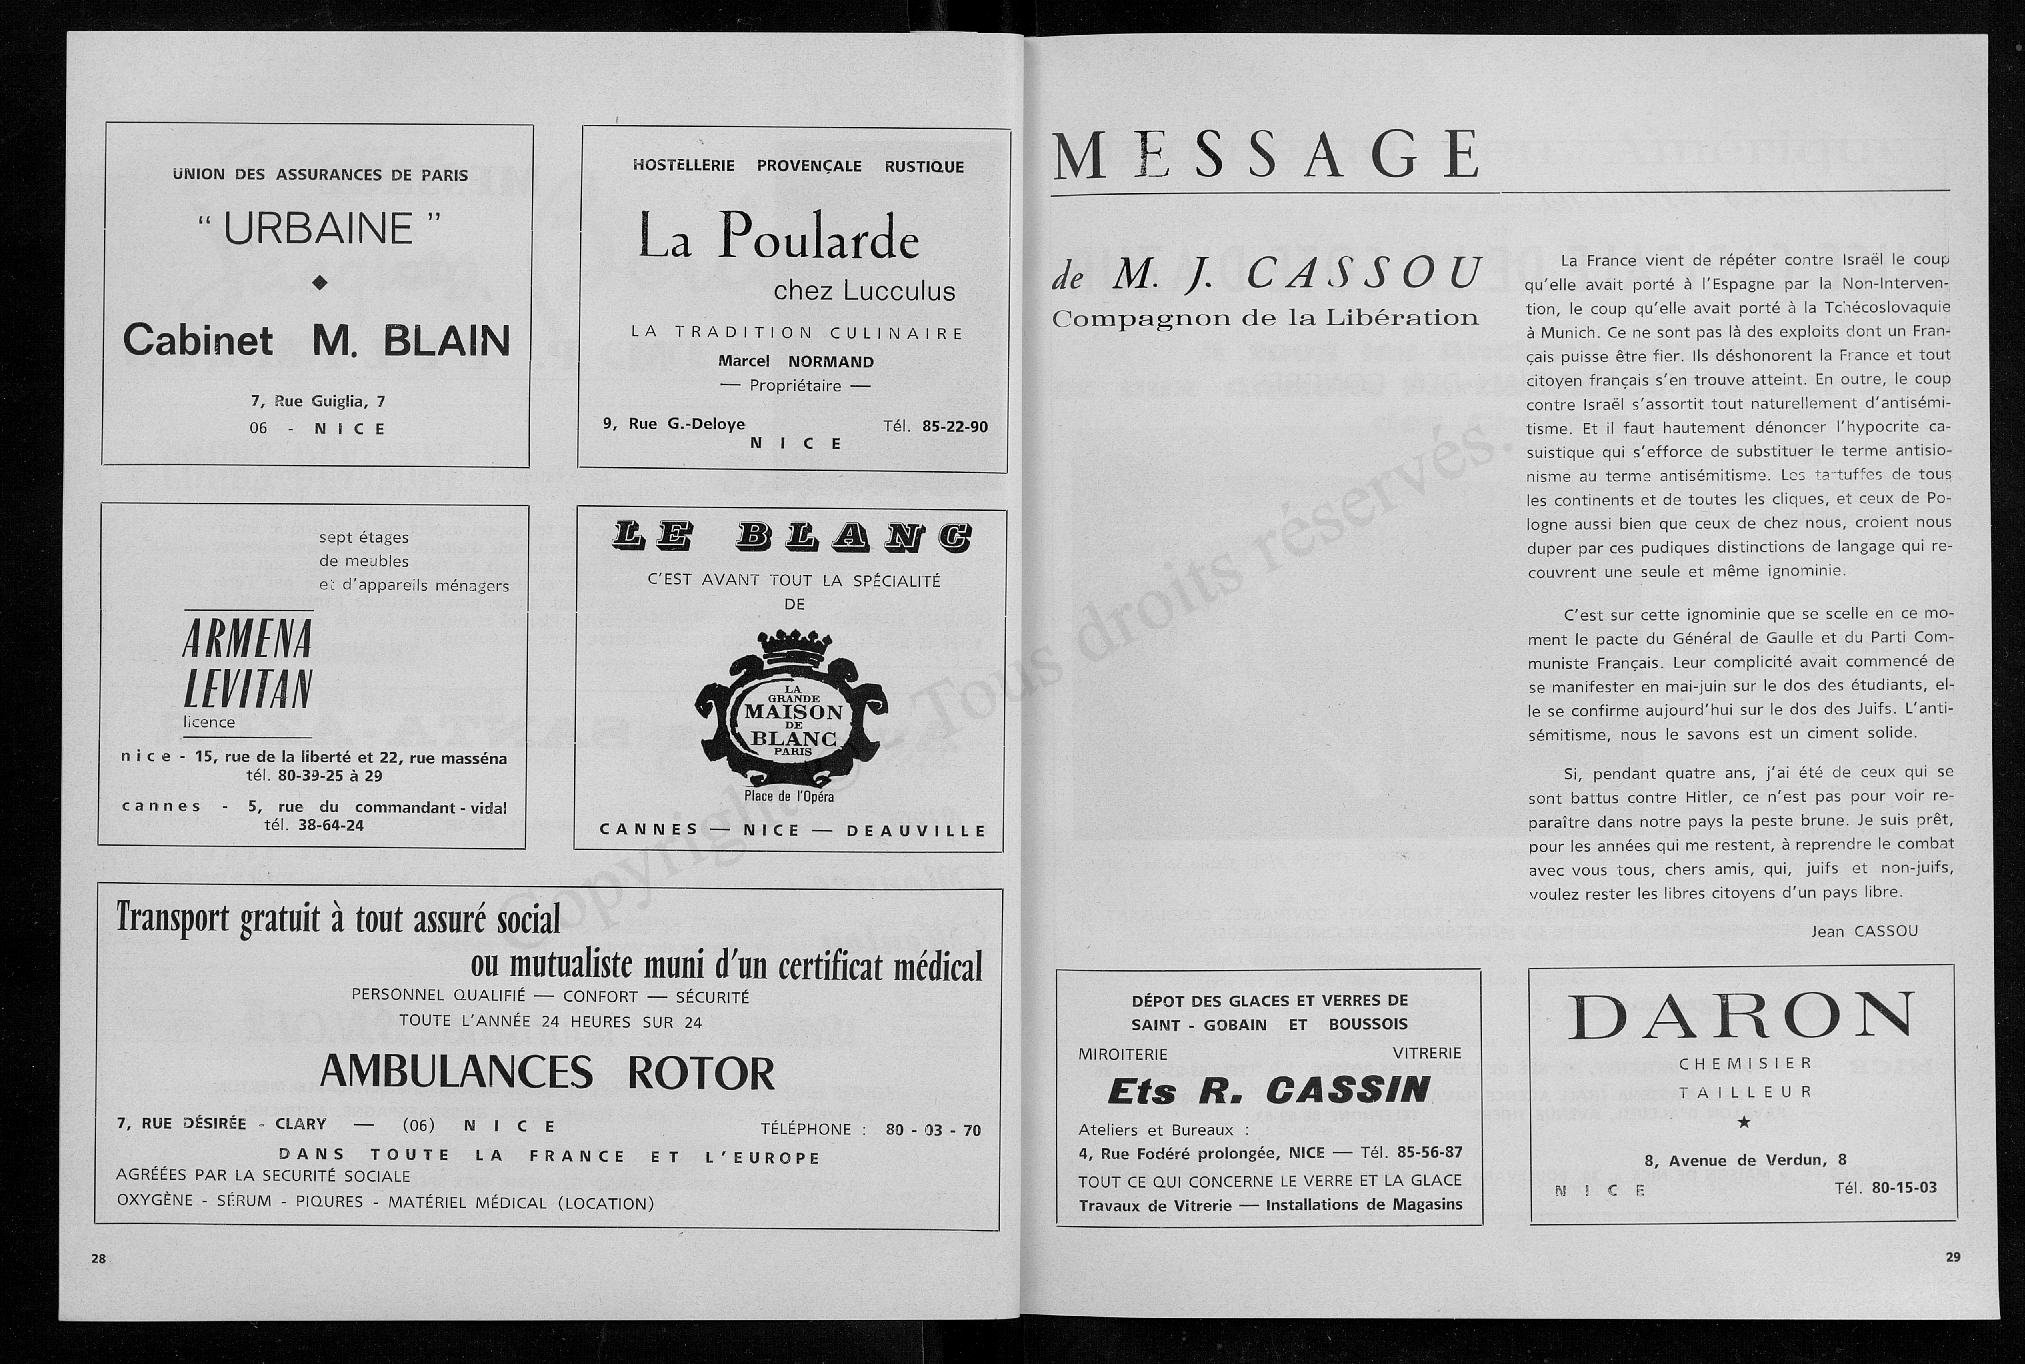 UNION DES ASSURANCES DE PARIS
“ URBAINE ”
Cabinet M. BLAIN
7, Rue Guiglia, 7
06 - NICE
HOSTELLERIE PROVENÇALE RUSTIQUE
La Poularde
chez Lucculus
LA TRADITION CULINAIRE
Marcel NORMAND
— Propriétaire —
9, Rue G.-Deloye Tél. 85-22-90
NICE
sept étages
de meubles
et d'appareils ménagers
ARMENA
LEVITAN
licence
nice - 15, rue de la liberté et 22, rue masséna
tél. 80-39-25 à 29
cannes - 5, rue du commandant - vidal
tél. 38-64-24
LE BLANC
C'EST AVANT TOUT LA SPÉCIALITÉ
DE
LA
GRANDE
MAISON
DE
BLANC
PARIS
Place de l'Opéra
CANNES — NICE — DEAUVILLE
Transport gratuit à tout assuré social
ou mutualiste muni d'un certificat médical
PERSONNEL QUALIFIÉ — CONFORT — SÉCURITÉ
TOUTE L'ANNÉE 24 HEURES SUR 24
AMBULANCES ROTOR
7, RUE DÉSIRÉE - CLARY — (06) NICE TÉLÉPHONE : 80 - 03 - 70
DANS TOUTE LA FRANCE ET L'EUROPE
AGRÉÉES PAR LA SECURITÉ SOCIALE
OXYGÈNE - SÉRUM - PIQURES - MATÉRIEL MÉDICAL (LOCATION)
28
MESSAGE
de M. J. CASSOU
Compagnon de la Libération
La France vient de répéter contre Israël le coup
qu'elle avait porté à l'Espagne par la Non-Interven-
tion, le coup qu'elle avait porté à la Tchécoslovaquie
à Munich. Ce ne sont pas là des exploits dont un Fran-
çais puisse être fier. Ils déshonorent la France et tout
citoyen français s'en trouve atteint. En outre, le coup
contre Israël s'assortit tout naturellement d'antisémi-
tisme. Et il faut hautement dénoncer l'hypocrite ca-
suistique qui s'efforce de substituer le terme antisio-
nisme au terme antisémitisme. Les tartuffes de tous
les continents et de toutes les cliques, et ceux de Po-
logne aussi bien que ceux de chez nous, croient nous
duper par ces pudiques distinctions de langage qui re-
couvrent une seule et même ignominie.
C'est sur cette ignominie que se scelle en ce mo-
ment le pacte du Général de Gaulle et du Parti Com-
muniste Français. Leur complicité avait commencé de
se manifester en mai-juin sur le dos des étudiants, el-
le se confirme aujourd'hui sur le dos des Juifs. L'anti-
sémitisme, nous le savons est un ciment solide.
Si, pendant quatre ans, j'ai été de ceux qui se
sont battus contre Hitler, ce n'est pas pour voir re-
paraître dans notre pays la peste brune. Je suis prêt,
pour les années qui me restent, à reprendre le combat
avec vous tous, chers amis, qui, juifs et non-juifs,
voulez rester les libres citoyens d'un pays libre.
Jean CASSOU
DÉPOT DES GLACES ET VERRES DE
SAINT - GOBAIN ET BOUSSOIS
MIROITERIE VITRERIE
Ets R. CASSIN
Ateliers et Bureaux :
4, Rue Fodéré prolongée, NICE — Tél. 85-56-87
TOUT CE QUI CONCERNE LE VERRE ET LA GLACE
Travaux de Vitrerie — Installations de Magasins
DARON
CHEMISIER
TAILLEUR
8, Avenue de Verdun, 8
NICE Tél. 80-15-03
29
Copyright © Tous droits réservés.